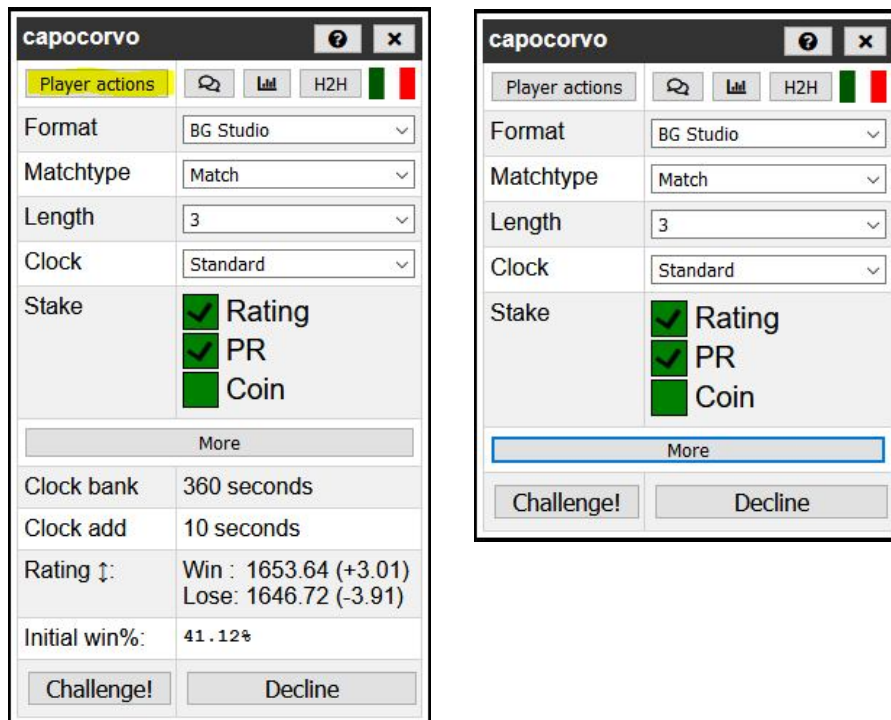 capocorvo
Player actions H2H
Format BG Studio
Matchtype Match
Length 3
Clock Standard
Stake Rating
PR
Coin
More
Clock bank 360 seconds
Clock add 10 seconds
Rating ↕: Win : 1653.64 (+3.01)
Lose: 1646.72 (-3.91)
Initial win%: 41.12%
Challenge! Decline
capocorvo
Player actions H2H
Format BG Studio
Matchtype Match
Length 3
Clock Standard
Stake Rating
PR
Coin
More
Challenge! Decline